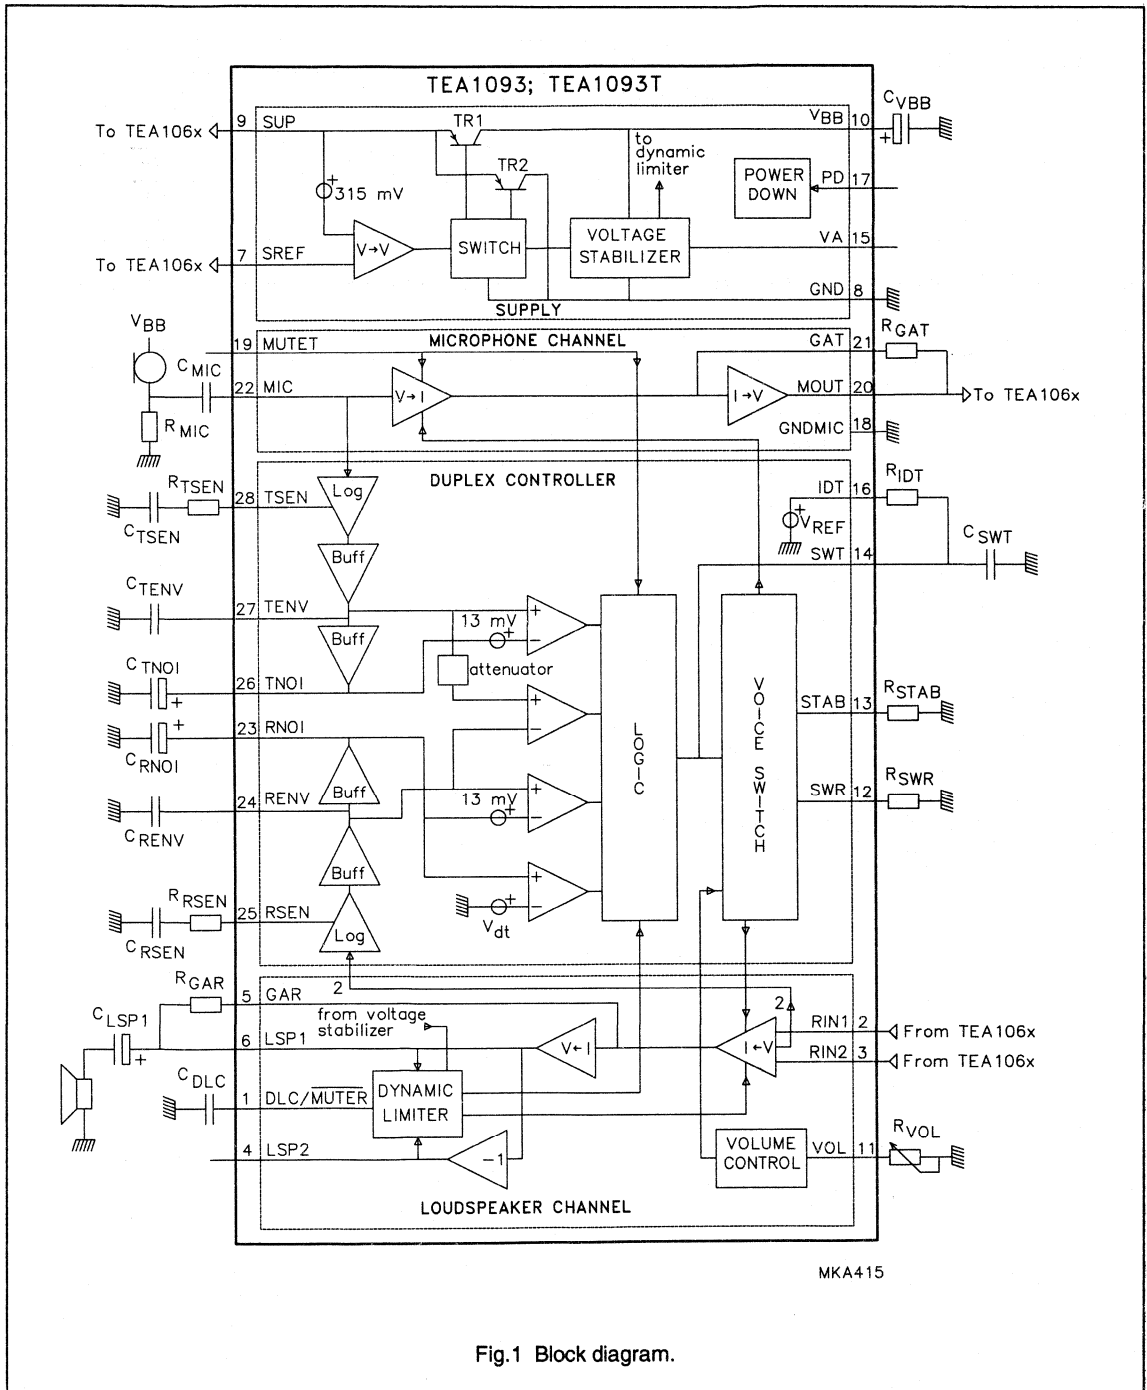 TEA1093; TEA1093T
C VBB
9 SUP
TR1
VBB 10
+
To TEA106x
to dynamic limiter
TR2
+
315 mV
POWER DOWN
PD 17
V→V
SWITCH
VOLTAGE STABILIZER
VA 15
7 SREF
To TEA106x
GND 8
SUPPLY
VBB
19 MUTET
MICROPHONE CHANNEL
GAT 21
RGAT
CMIC
22 MIC
V→I
I→V
MOUT 20
To TEA106x
RMIC
GNDMIC 18
DUPLEX CONTROLLER
RTSEN
28 TSEN
Log
IDT 16
RIDT
CTSEN
+
VREF
Buff
SWT 14
CSWT
CTENV
27 TENV
13 mV
+
+
−
Buff
attenuator
CTNOI
26 TNOI
+
+
−
VOICE SWITCH
STAB 13
RSTAB
+
23 RNOI
CRNOI
LOGIC
Buff
24 RENV
13 mV
+
+
−
SWR 12
RSWR
CRENV
Buff
RRSEN
25 RSEN
+
+
−
Vdt
CRSEN
Log
RGAR
5 GAR
2
2
CLSP1
from voltage stabilizer
RIN1 2
From TEA106x
6 LSP1
+
V←I
I←V
RIN2 3
From TEA106x
CDLC
1 DLC/MUTER
DYNAMIC LIMITER
4 LSP2
−1
VOLUME CONTROL
VOL 11
RVOL
LOUDSPEAKER CHANNEL
MKA415
Fig.1 Block diagram.